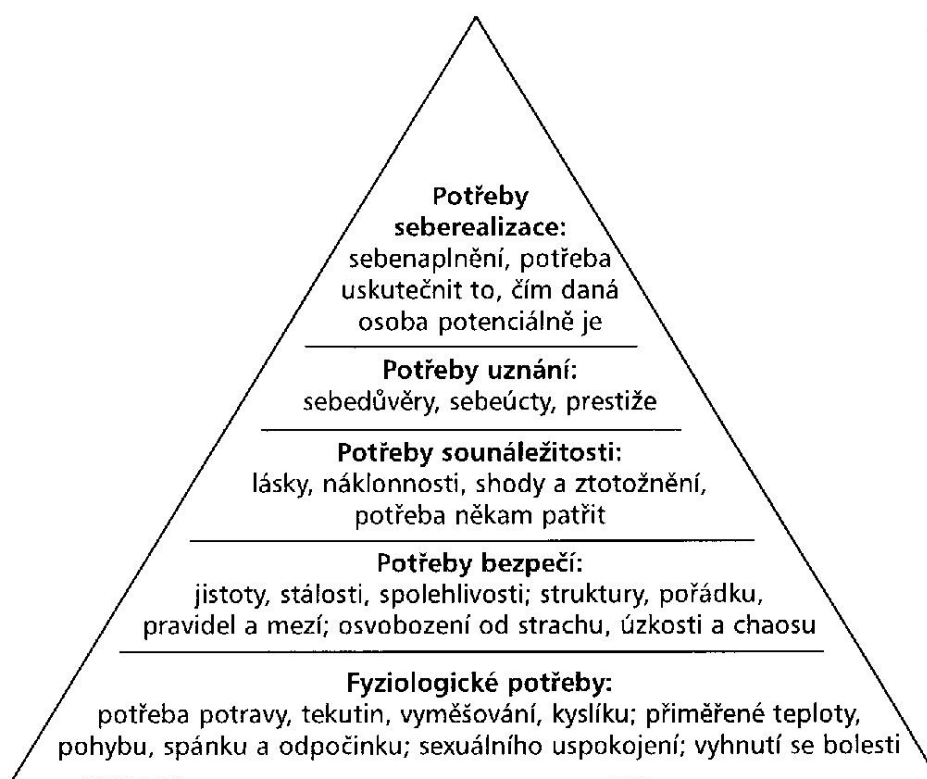 Potřeby
seberealizace:
sebenaplnění, potřeba
uskutečnit to, čím daná
osoba potenciálně je
Potřeby uznání:
sebedůvěry, sebeúcty, prestiže
Potřeby sounáležitosti:
lásky, náklonnosti, shody a ztotožnění,
potřeba někam patřit
Potřeby bezpečí:
jistoty, stálosti, spolehlivosti; struktury, pořádku,
pravidel a mezí; osvobození od strachu, úzkosti a chaosu
Fyziologické potřeby:
potřeba potravy, tekutin, vyměšování, kyslíku; přiměřené teploty,
pohybu, spánku a odpočinku; sexuálního uspokojení; vyhnutí se bolesti